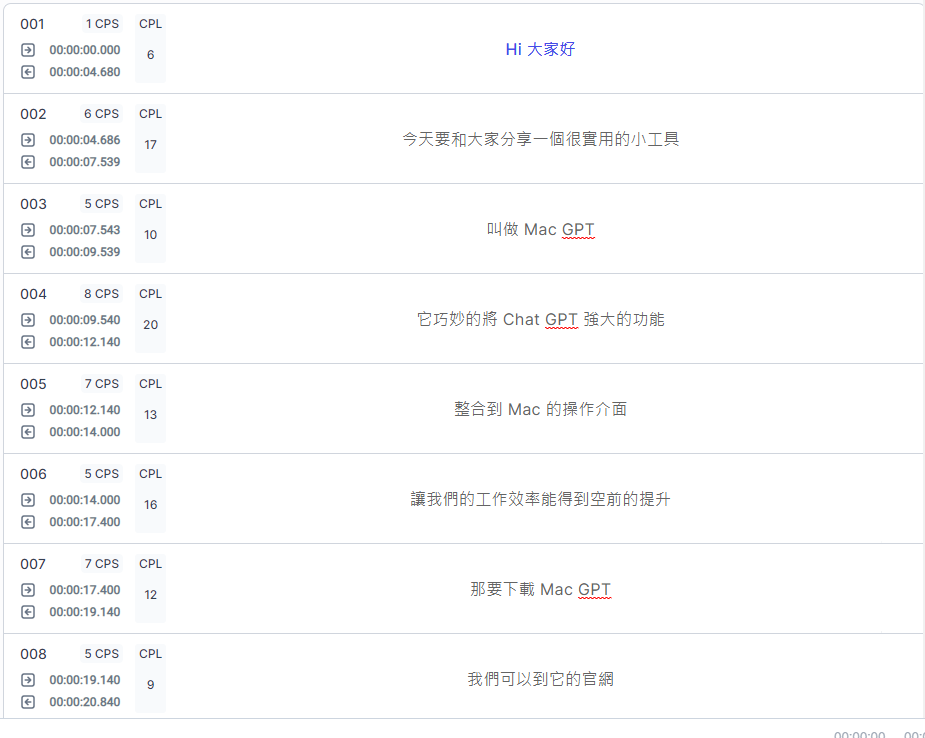 001 1 CPS CPL
00:00:00.000
6
Hi 大家好
00:00:04.680
002 6 CPS CPL
00:00:04.686
17
今天要和大家分享一個很實用的小工具
00:00:07.539
003 5 CPS CPL
00:00:07.543
10
叫做 Mac GPT
00:00:09.539
004 8 CPS CPL
00:00:09.540
20
它巧妙的將 Chat GPT 強大的功能
00:00:12.140
005 7 CPS CPL
00:00:12.140
13
整合到 Mac 的操作介面
00:00:14.000
006 5 CPS CPL
00:00:14.000
16
讓我們的工作效率能得到空前的提升
00:00:17.400
007 7 CPS CPL
00:00:17.400
12
那要下載 Mac GPT
00:00:19.140
008 5 CPS CPL
00:00:19.140
9
我們可以到它的官網
00:00:20.840
00:00:00